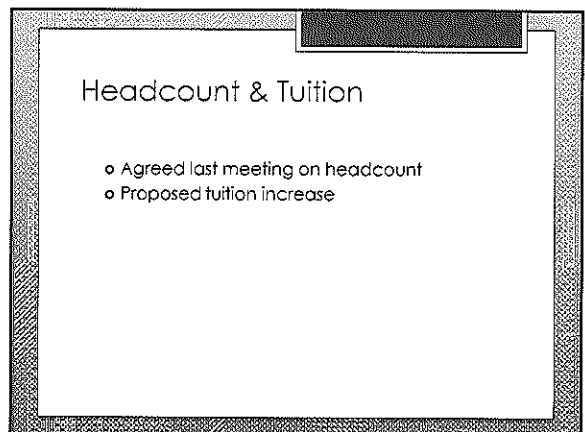 Headcount & Tuition
o Agreed last meeting on headcount
o Proposed tuition increase